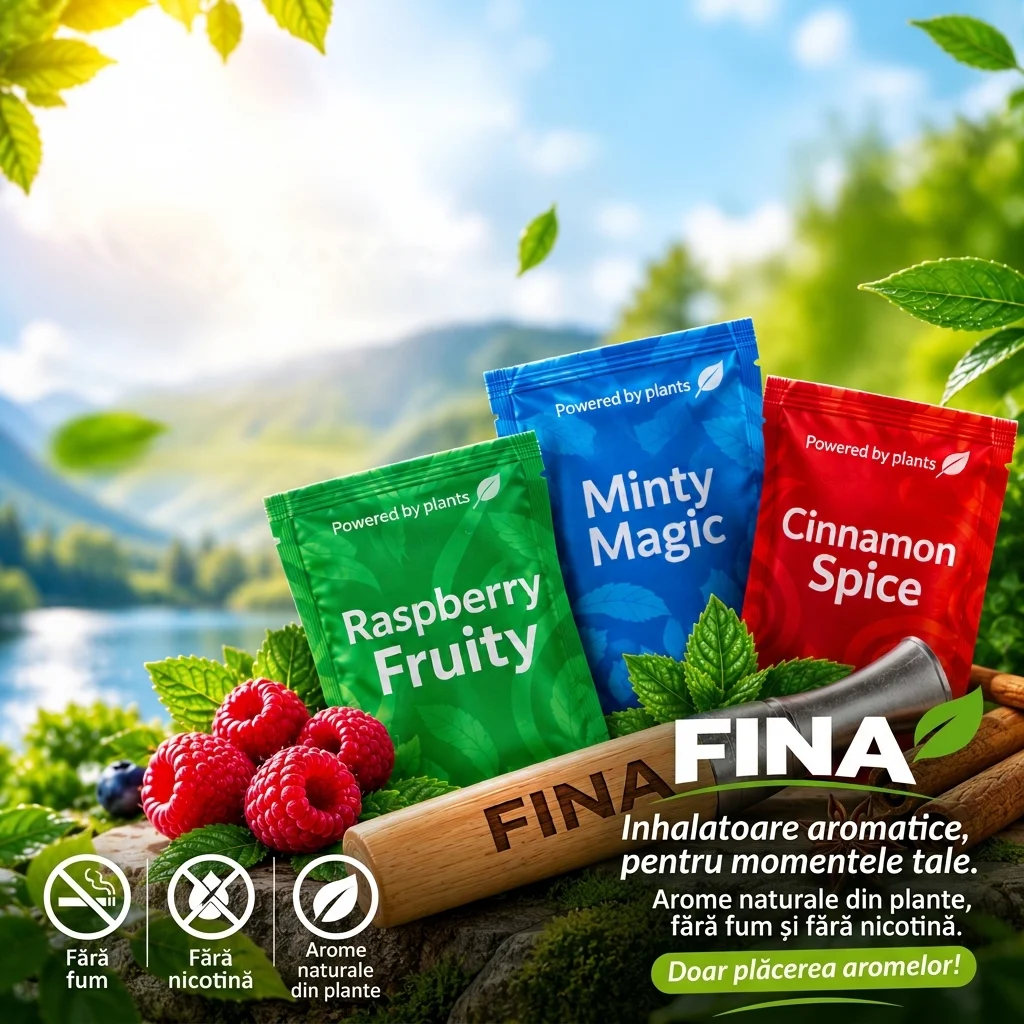 Powered by plants
Minty
Magic
Powered by plants
Cinnamon
Spice
Powered by plants
Raspberry
Fruity
FINA
FINA
Inhalatoare aromatice,
pentru momentele tale.
Arome naturale din plante,
fără fum și fără nicotină.
Doar plăcerea aromelor!
Fără
fum
Fără
nicotină
Arome
naturale
din plante